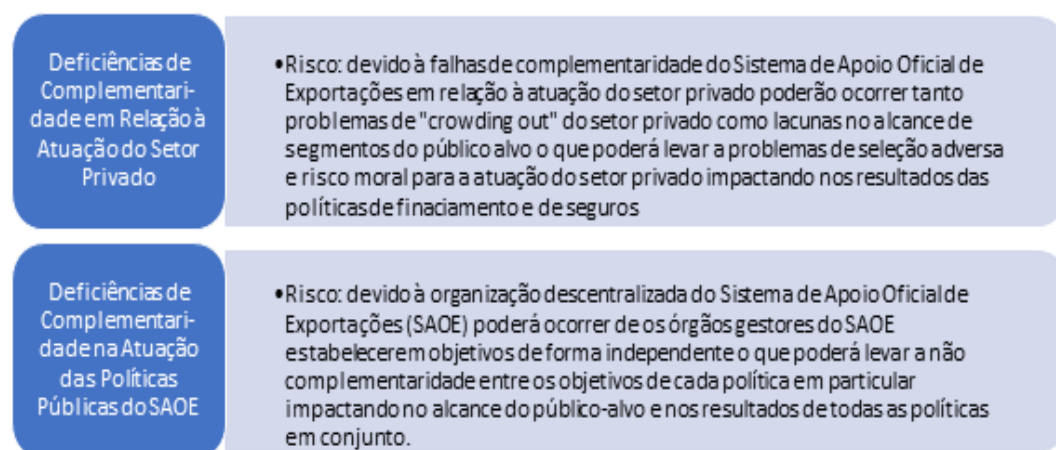 Deficiências de
Complementari-
dade em Relação à
Atuação do Setor
Privado
•Risco: devido à falhas de complementaridade do Sistema de Apoio Oficial de
Exportações em relação à atuação do setor privado poderão ocorrer tanto
problemas de "crowding out" do setor privado como lacunas no alcance de
segmentos do público alvo o que poderá levar a problemas de seleção adversa
e risco moral para a atuação do setor privado impactando nos resultados das
políticas de finaciamento e de seguros
Deficiências de
Complementari-
dade na Atuação
das Políticas
Públicas do SAOE
•Risco: devido à organização descentralizada do Sistema de Apoio Oficial de
Exportações (SAOE) poderá ocorrer de os órgãos gestores do SAOE
estabelecerem objetivos de forma independente o que poderá levar a não
complementaridade entre os objetivos de cada política em particular
impactando no alcance do público-alvo e nos resultados de todas as políticas
em conjunto.